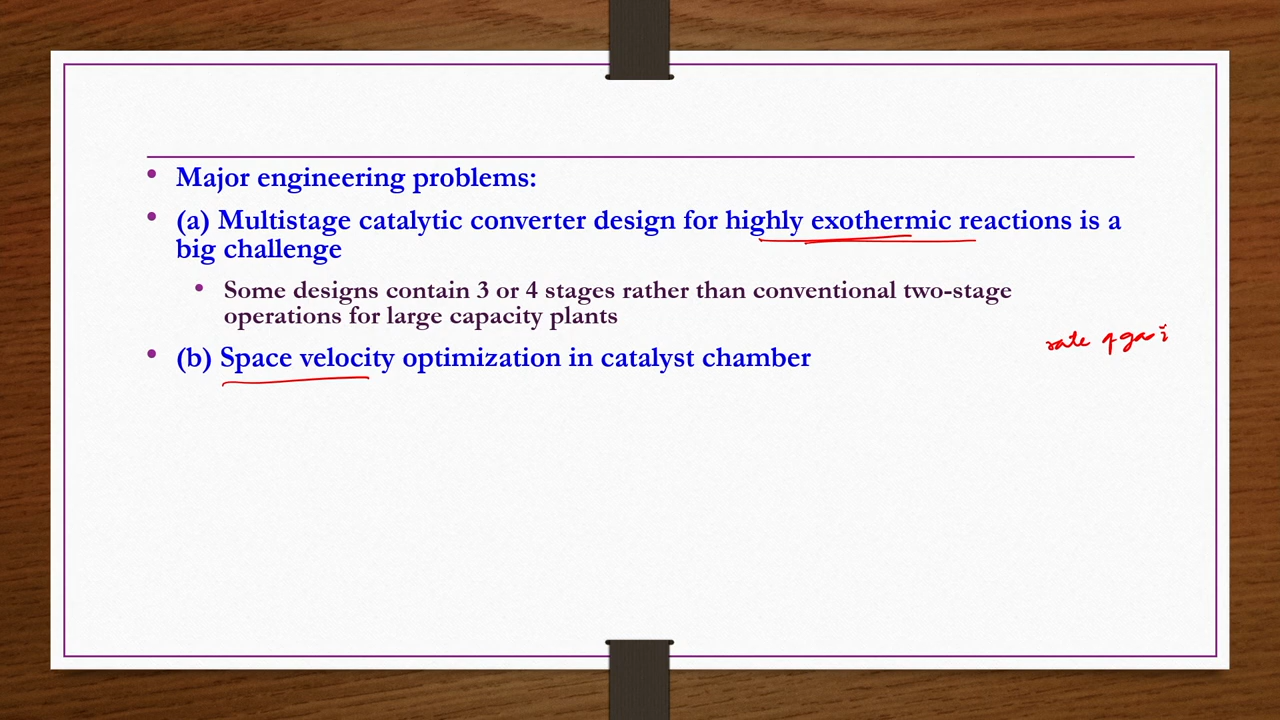 • Major engineering problems:
• (a) Multistage catalytic converter design for highly exothermic reactions is a
big challenge
• Some designs contain 3 or 4 stages rather than conventional two-stage
operations for large capacity plants
• (b) Space velocity optimization in catalyst chamber
rate of gas